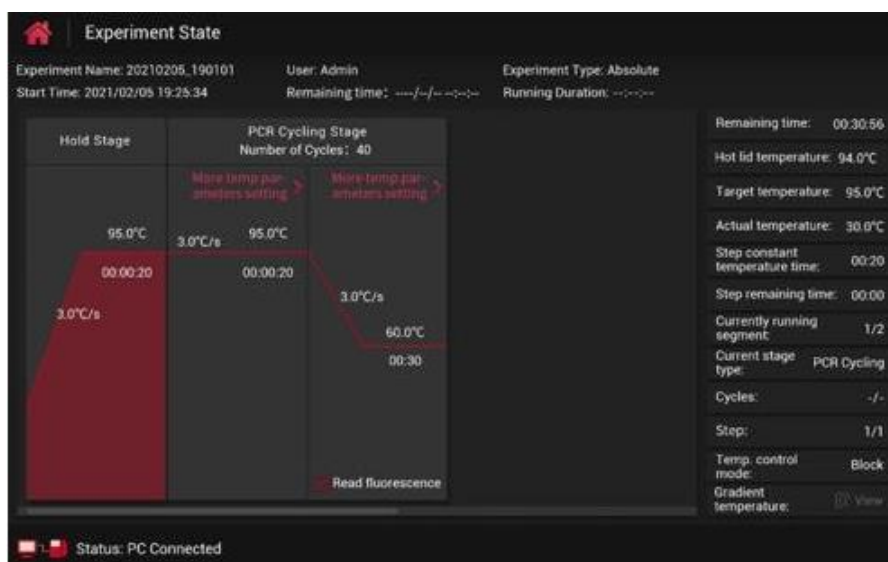 Experiment State
Experiment Name: 20210205_190101
User: Admin
Experiment Type: Absolute
Start Time: 2021/02/05 19:25:34
Remaining time: ----/--/-- --:--:--
Running Duration: --:--:--
Hold Stage
PCR Cycling Stage
Number of Cycles: 40
More temp par-
ameters setting
More temp par-
ameters setting
95.0°C
00:00:20
3.0°C/s
3.0°C/s
95.0°C
00:00:20
3.0°C/s
60.0°C
00:30
Read fluorescence
Remaining time: 00:30:56
Hot lid temperature: 94.0°C
Target temperature: 95.0°C
Actual temperature: 30.0°C
Step constant
temperature time: 00:20
Step remaining time: 00:00
Currently running
segment: 1/2
Current stage
type: PCR Cycling
Cycles: -/-
Step: 1/1
Temp. control
mode: Block
Gradient
temperature: View
Status: PC Connected